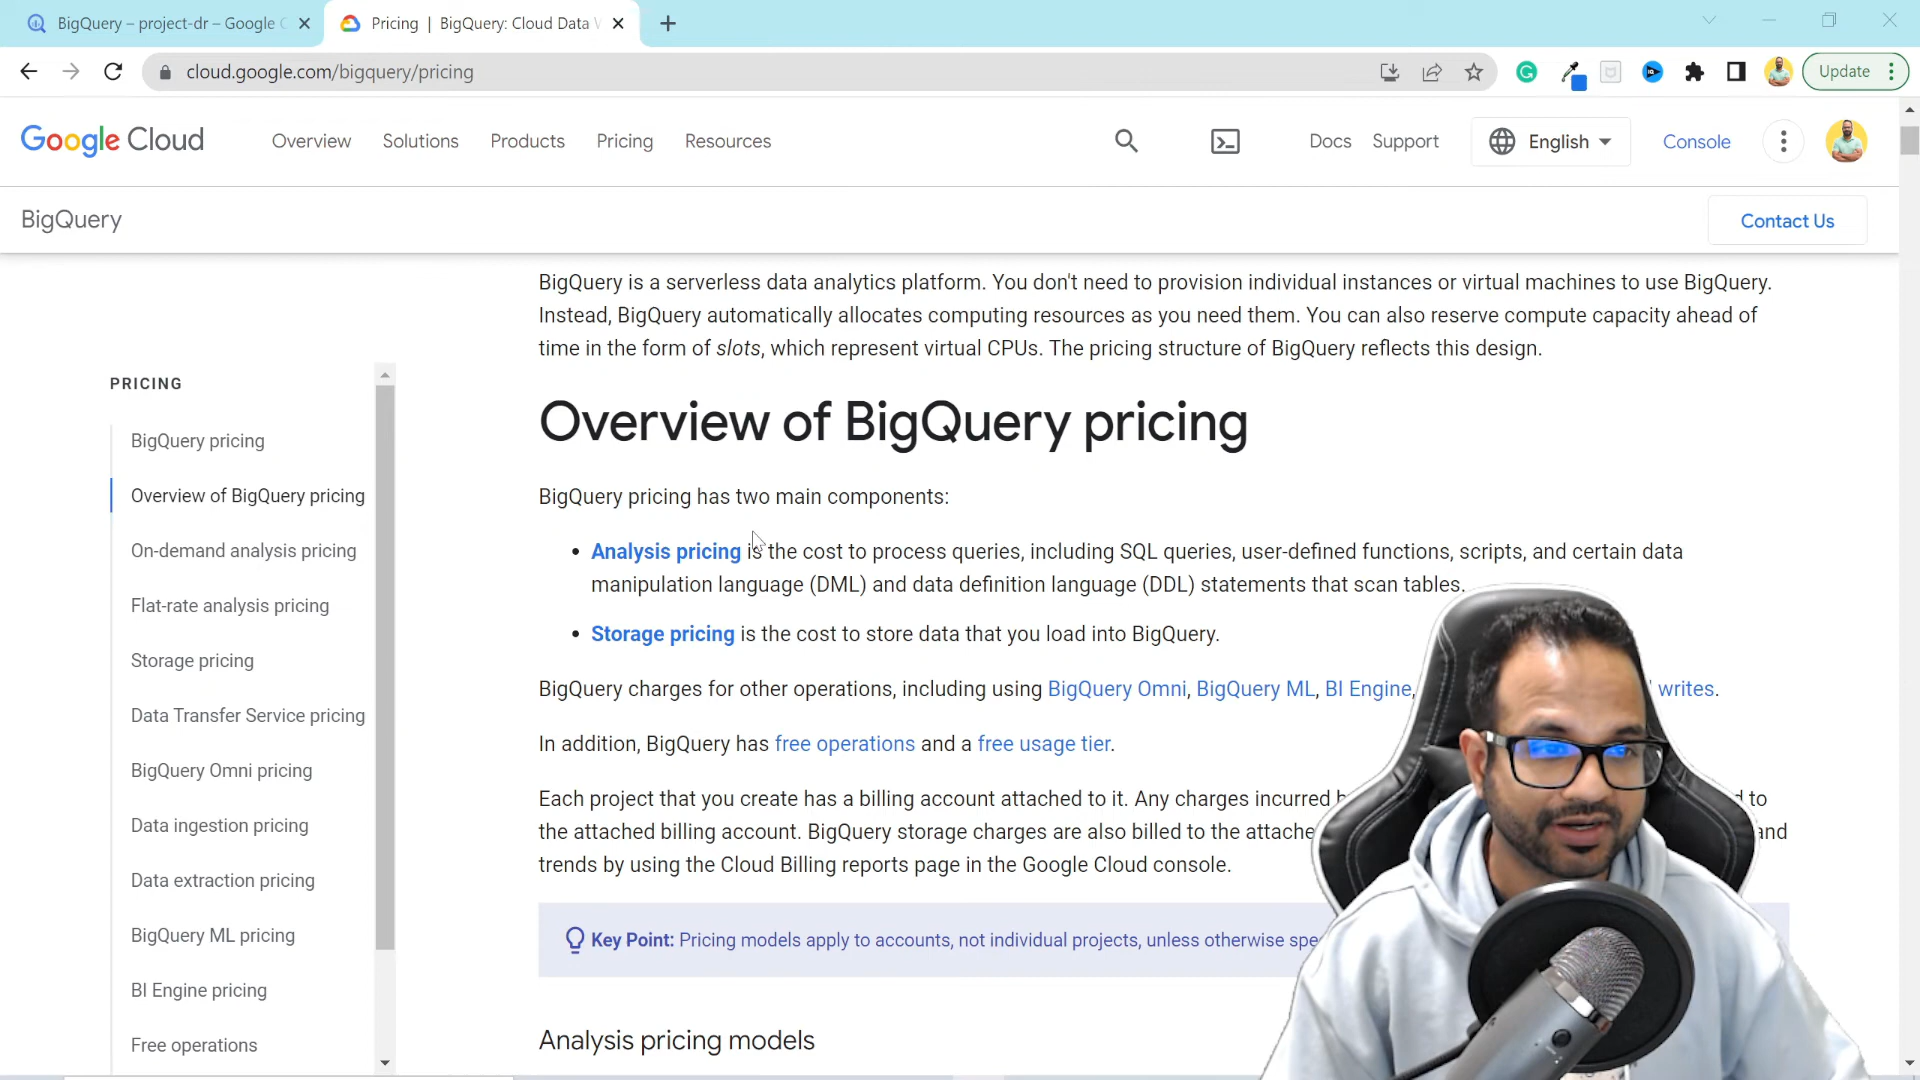 BigQuery – project-dr – Google C
Pricing | BigQuery: Cloud Data W
cloud.google.com/bigquery/pricing
Update
Google Cloud
Overview
Solutions
Products
Pricing
Resources
Docs
Support
English
Console
BigQuery
Contact Us
BigQuery is a serverless data analytics platform. You don't need to provision individual instances or virtual machines to use BigQuery.
Instead, BigQuery automatically allocates computing resources as you need them. You can also reserve compute capacity ahead of
time in the form of slots, which represent virtual CPUs. The pricing structure of BigQuery reflects this design.
PRICING
BigQuery pricing
Overview of BigQuery pricing
On-demand analysis pricing
Flat-rate analysis pricing
Storage pricing
Data Transfer Service pricing
BigQuery Omni pricing
Data ingestion pricing
Data extraction pricing
BigQuery ML pricing
BI Engine pricing
Free operations
Overview of BigQuery pricing
BigQuery pricing has two main components:
• Analysis pricing is the cost to process queries, including SQL queries, user-defined functions, scripts, and certain data
manipulation language (DML) and data definition language (DDL) statements that scan tables.
• Storage pricing is the cost to store data that you load into BigQuery.
BigQuery charges for other operations, including using BigQuery Omni, BigQuery ML, BI Engine, writes.
In addition, BigQuery has free operations and a free usage tier.
Each project that you create has a billing account attached to it. Any charges incurred to
the attached billing account. BigQuery storage charges are also billed to the attache and
trends by using the Cloud Billing reports page in the Google Cloud console.
Key Point: Pricing models apply to accounts, not individual projects, unless otherwise spe
Analysis pricing models